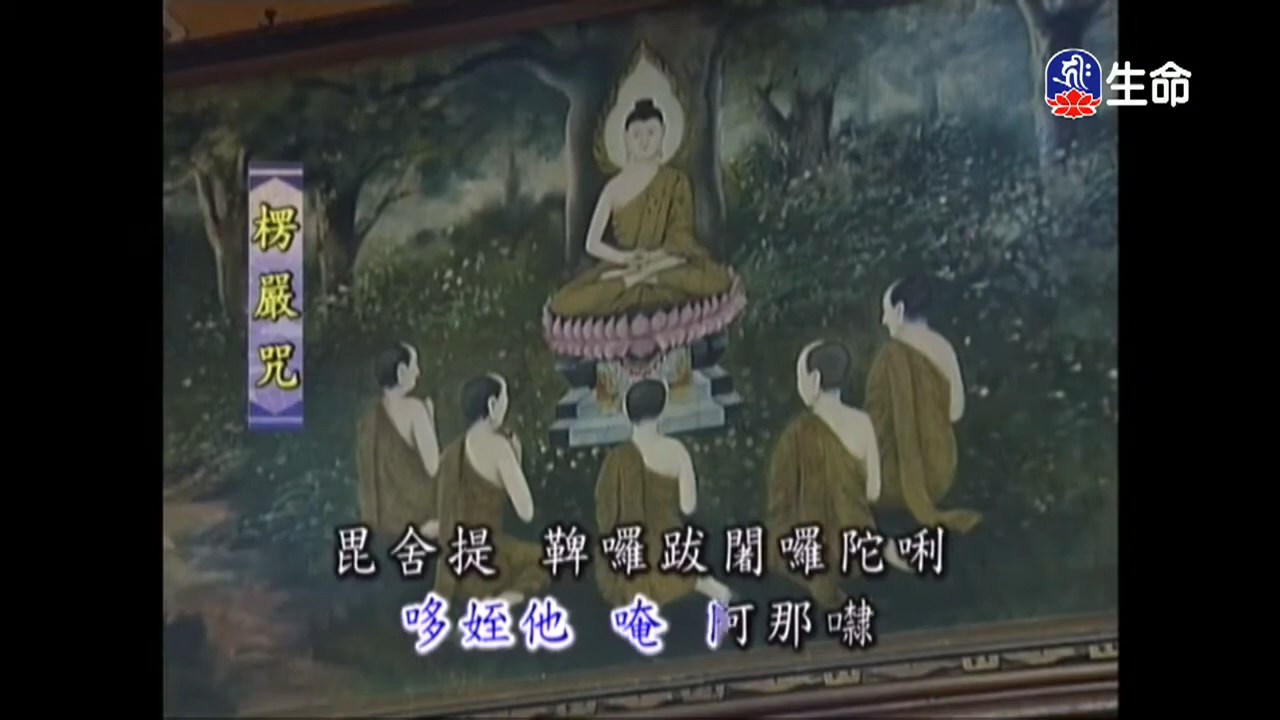 生命
楞嚴咒
毘舍提 鞞囉跋闍囉陀唎
哆姪他 唵 阿那㘑